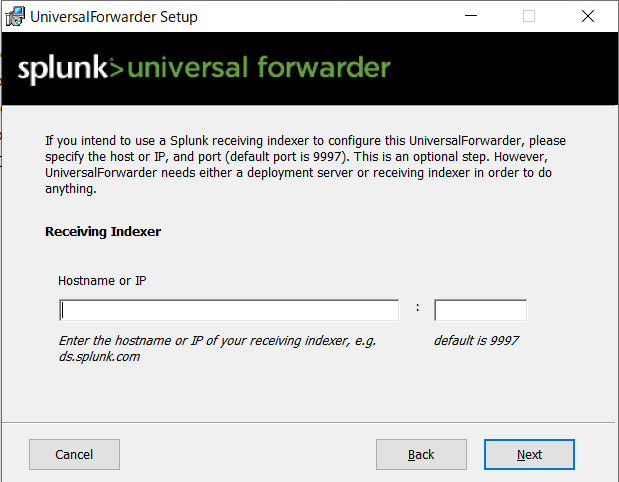 UniversalForwarder Setup
splunk>universal forwarder
If you intend to use a Splunk receiving indexer to configure this UniversalForwarder, please
specify the host or IP, and port (default port is 9997). This is an optional step. However,
UniversalForwarder needs either a deployment server or receiving indexer in order to do
anything.
Receiving Indexer
Hostname or IP
:
Enter the hostname or IP of your receiving indexer, e.g.
ds.splunk.com
default is 9997
Cancel
Back
Next